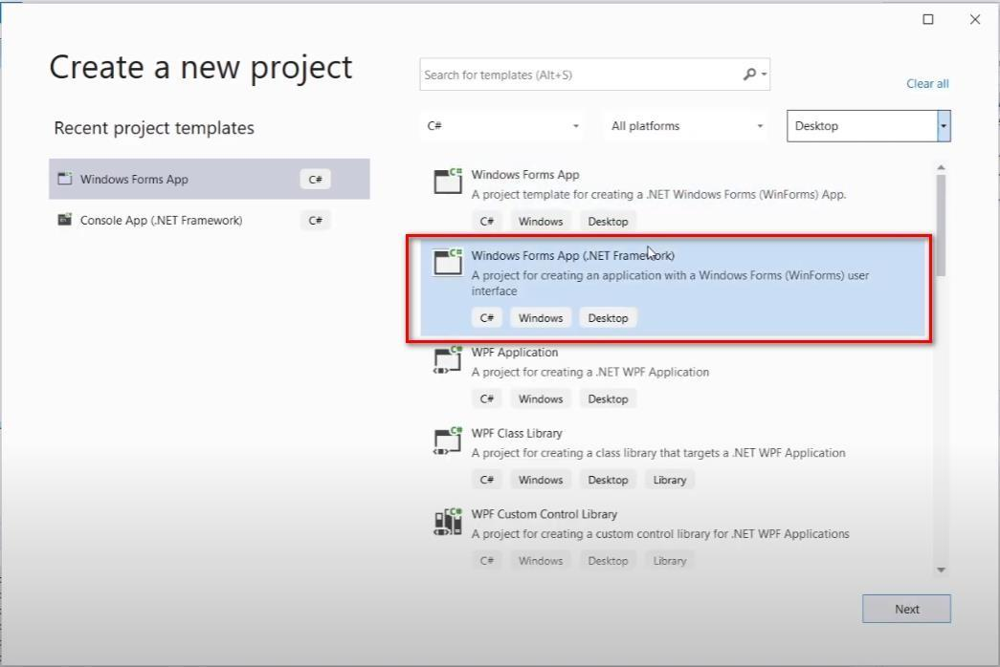 Create a new project
Recent project templates
Windows Forms App C#
Console App (.NET Framework) C#
Search for templates (Alt+S)
Clear all
C# All platforms Desktop
C#
Windows Forms App
A project template for creating a .NET Windows Forms (WinForms) App.
C# Windows Desktop
C#
Windows Forms App (.NET Framework)
A project for creating an application with a Windows Forms (WinForms) user
interface
C# Windows Desktop
C#
WPF Application
A project for creating a .NET WPF Application
C# Windows Desktop
C#
WPF Class Library
A project for creating a class library that targets a .NET WPF Application
C# Windows Desktop Library
C#
WPF Custom Control Library
A project for creating a custom control library for .NET WPF Applications
C# Windows Desktop Library
Next